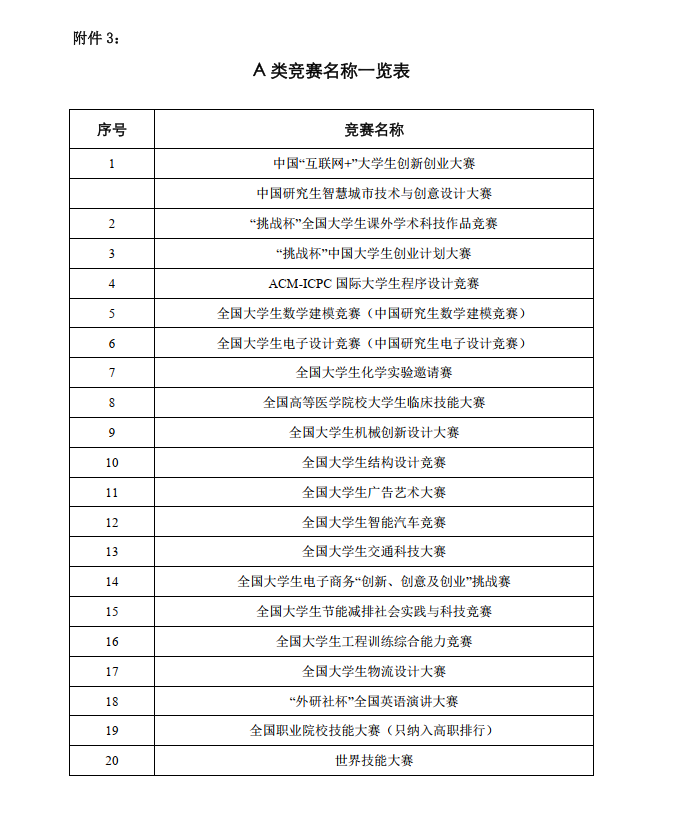 附件 3：
A 类竞赛名称一览表
序号 竞赛名称
1 中国“互联网+”大学生创新创业大赛
中国研究生智慧城市技术与创意设计大赛
2 “挑战杯”全国大学生课外学术科技作品竞赛
3 “挑战杯”中国大学生创业计划大赛
4 ACM-ICPC 国际大学生程序设计竞赛
5 全国大学生数学建模竞赛（中国研究生数学建模竞赛）
6 全国大学生电子设计竞赛（中国研究生电子设计竞赛）
7 全国大学生化学实验邀请赛
8 全国高等医学院校大学生临床技能大赛
9 全国大学生机械创新设计大赛
10 全国大学生结构设计竞赛
11 全国大学生广告艺术大赛
12 全国大学生智能汽车竞赛
13 全国大学生交通科技大赛
14 全国大学生电子商务“创新、创意及创业”挑战赛
15 全国大学生节能减排社会实践与科技竞赛
16 全国大学生工程训练综合能力竞赛
17 全国大学生物流设计大赛
18 “外研社杯”全国英语演讲大赛
19 全国职业院校技能大赛（只纳入高职排行）
20 世界技能大赛